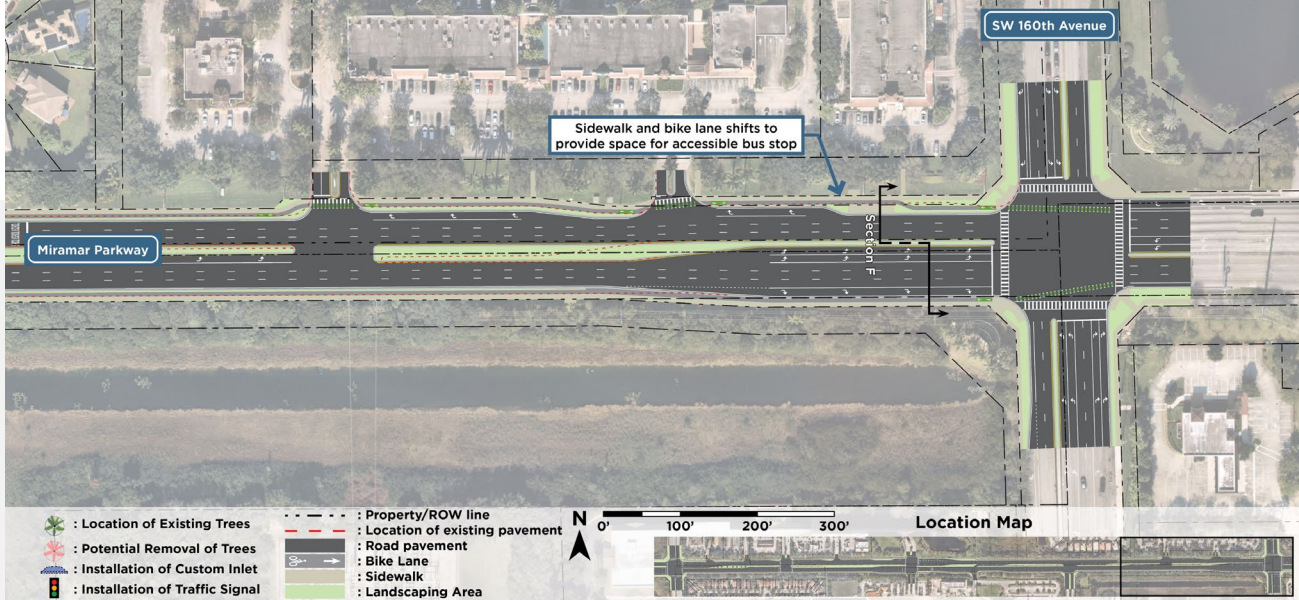 SW 160th Avenue
Sidewalk and bike lane shifts to
provide space for accessible bus stop
Miramar Parkway
Section F
: Location of Existing Trees
: Potential Removal of Trees
: Installation of Custom Inlet
: Installation of Traffic Signal
: Property/ROW line
: Location of existing pavement
: Road pavement
: Bike Lane
: Sidewalk
: Landscaping Area
N
0' 100' 200' 300'
Location Map